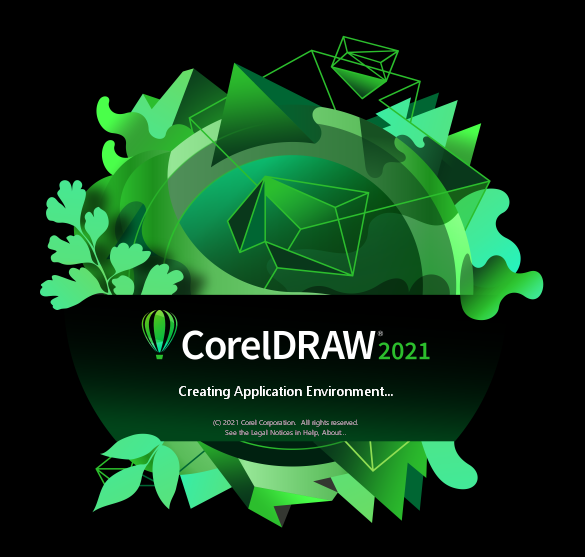 CorelDRAW® 2021
Creating Application Environment...
(C) 2021 Corel Corporation. All rights reserved.
See the Legal Notices in Help, About...